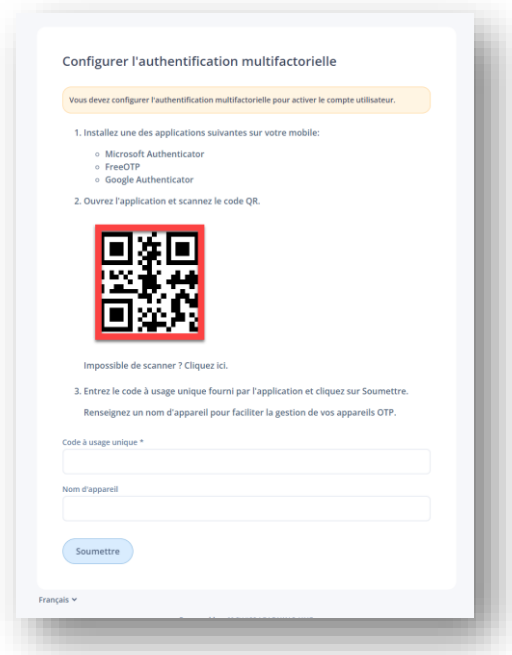 Configurer l'authentification multifactorielle
Vous devez configurer l'authentification multifactorielle pour activer le compte utilisateur.
1. Installez une des applications suivantes sur votre mobile:
Microsoft Authenticator
FreeOTP
Google Authenticator
2. Ouvrez l'application et scannez le code QR.
Impossible de scanner ? Cliquez ici.
3. Entrez le code à usage unique fourni par l'application et cliquez sur Soumettre.
Renseignez un nom d'appareil pour faciliter la gestion de vos appareils OTP.
Code à usage unique *
Nom d'appareil
Soumettre
Français